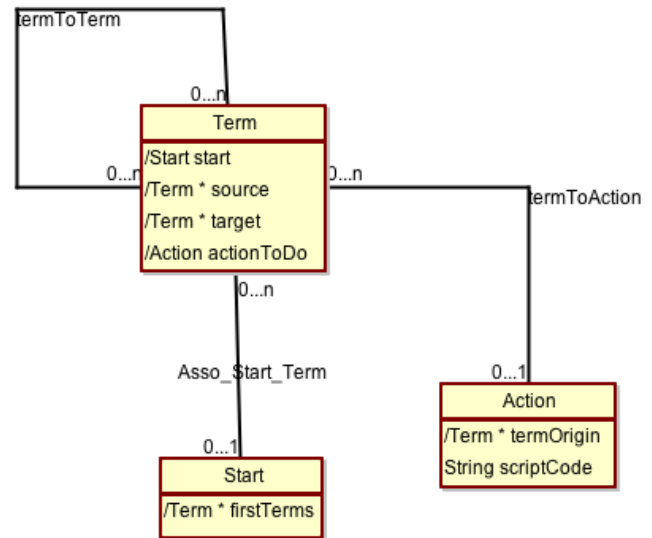 termToTerm
0...n
Term
/Start start
/Term * source
/Term * target
/Action actionToDo
0...n
0...n
termToAction
0...n
Asso_Start_Term
0...1
0...1
Start
/Term * firstTerms
Action
/Term * termOrigin
String scriptCode